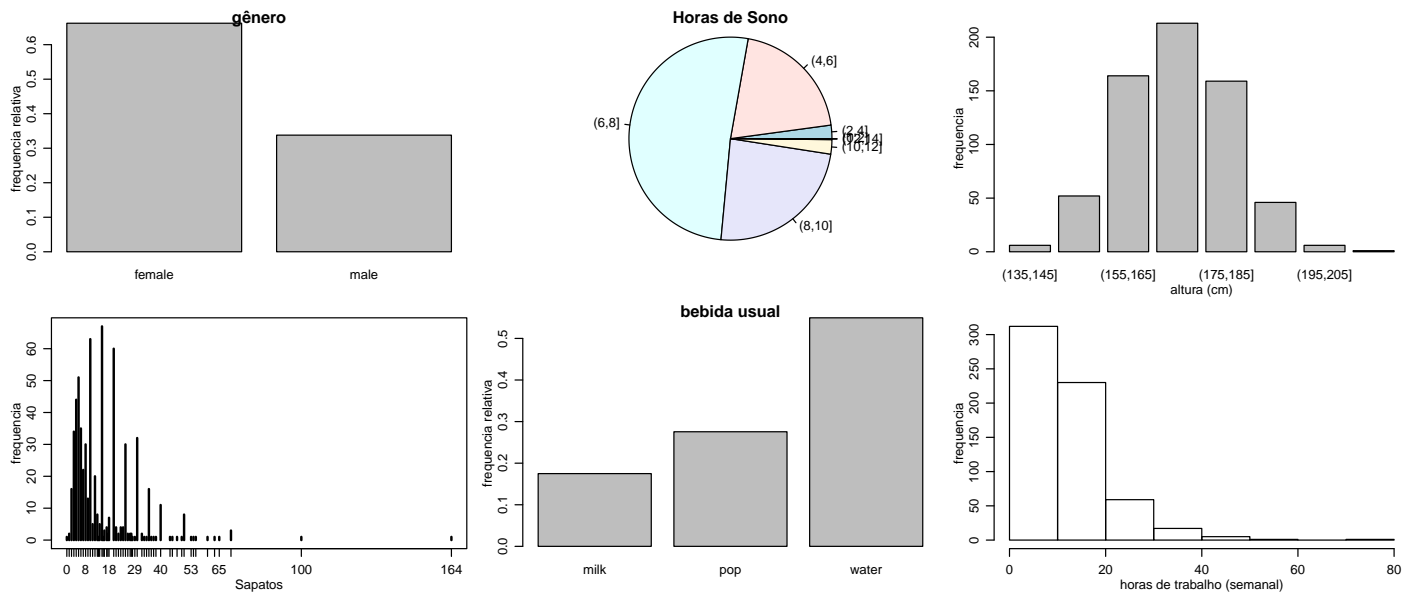 gênero
frequencia relativa
0.0 0.1 0.2 0.3 0.4 0.5 0.6
female male
Horas de Sono
(4,6]
(6,8]
(2,4]
(10,12]
(8,10]
frequencia
0 50 100 150 200
(135,145] (155,165] (175,185] (195,205]
altura (cm)
frequencia
0 10 20 30 40 50 60
0 8 18 29 40 53 65 100 164
Sapatos
bebida usual
frequencia relativa
0.0 0.1 0.2 0.3 0.4 0.5
milk pop water
frequencia
0 50 100 150 200 250 300
0 20 40 60 80
horas de trabalho (semanal)